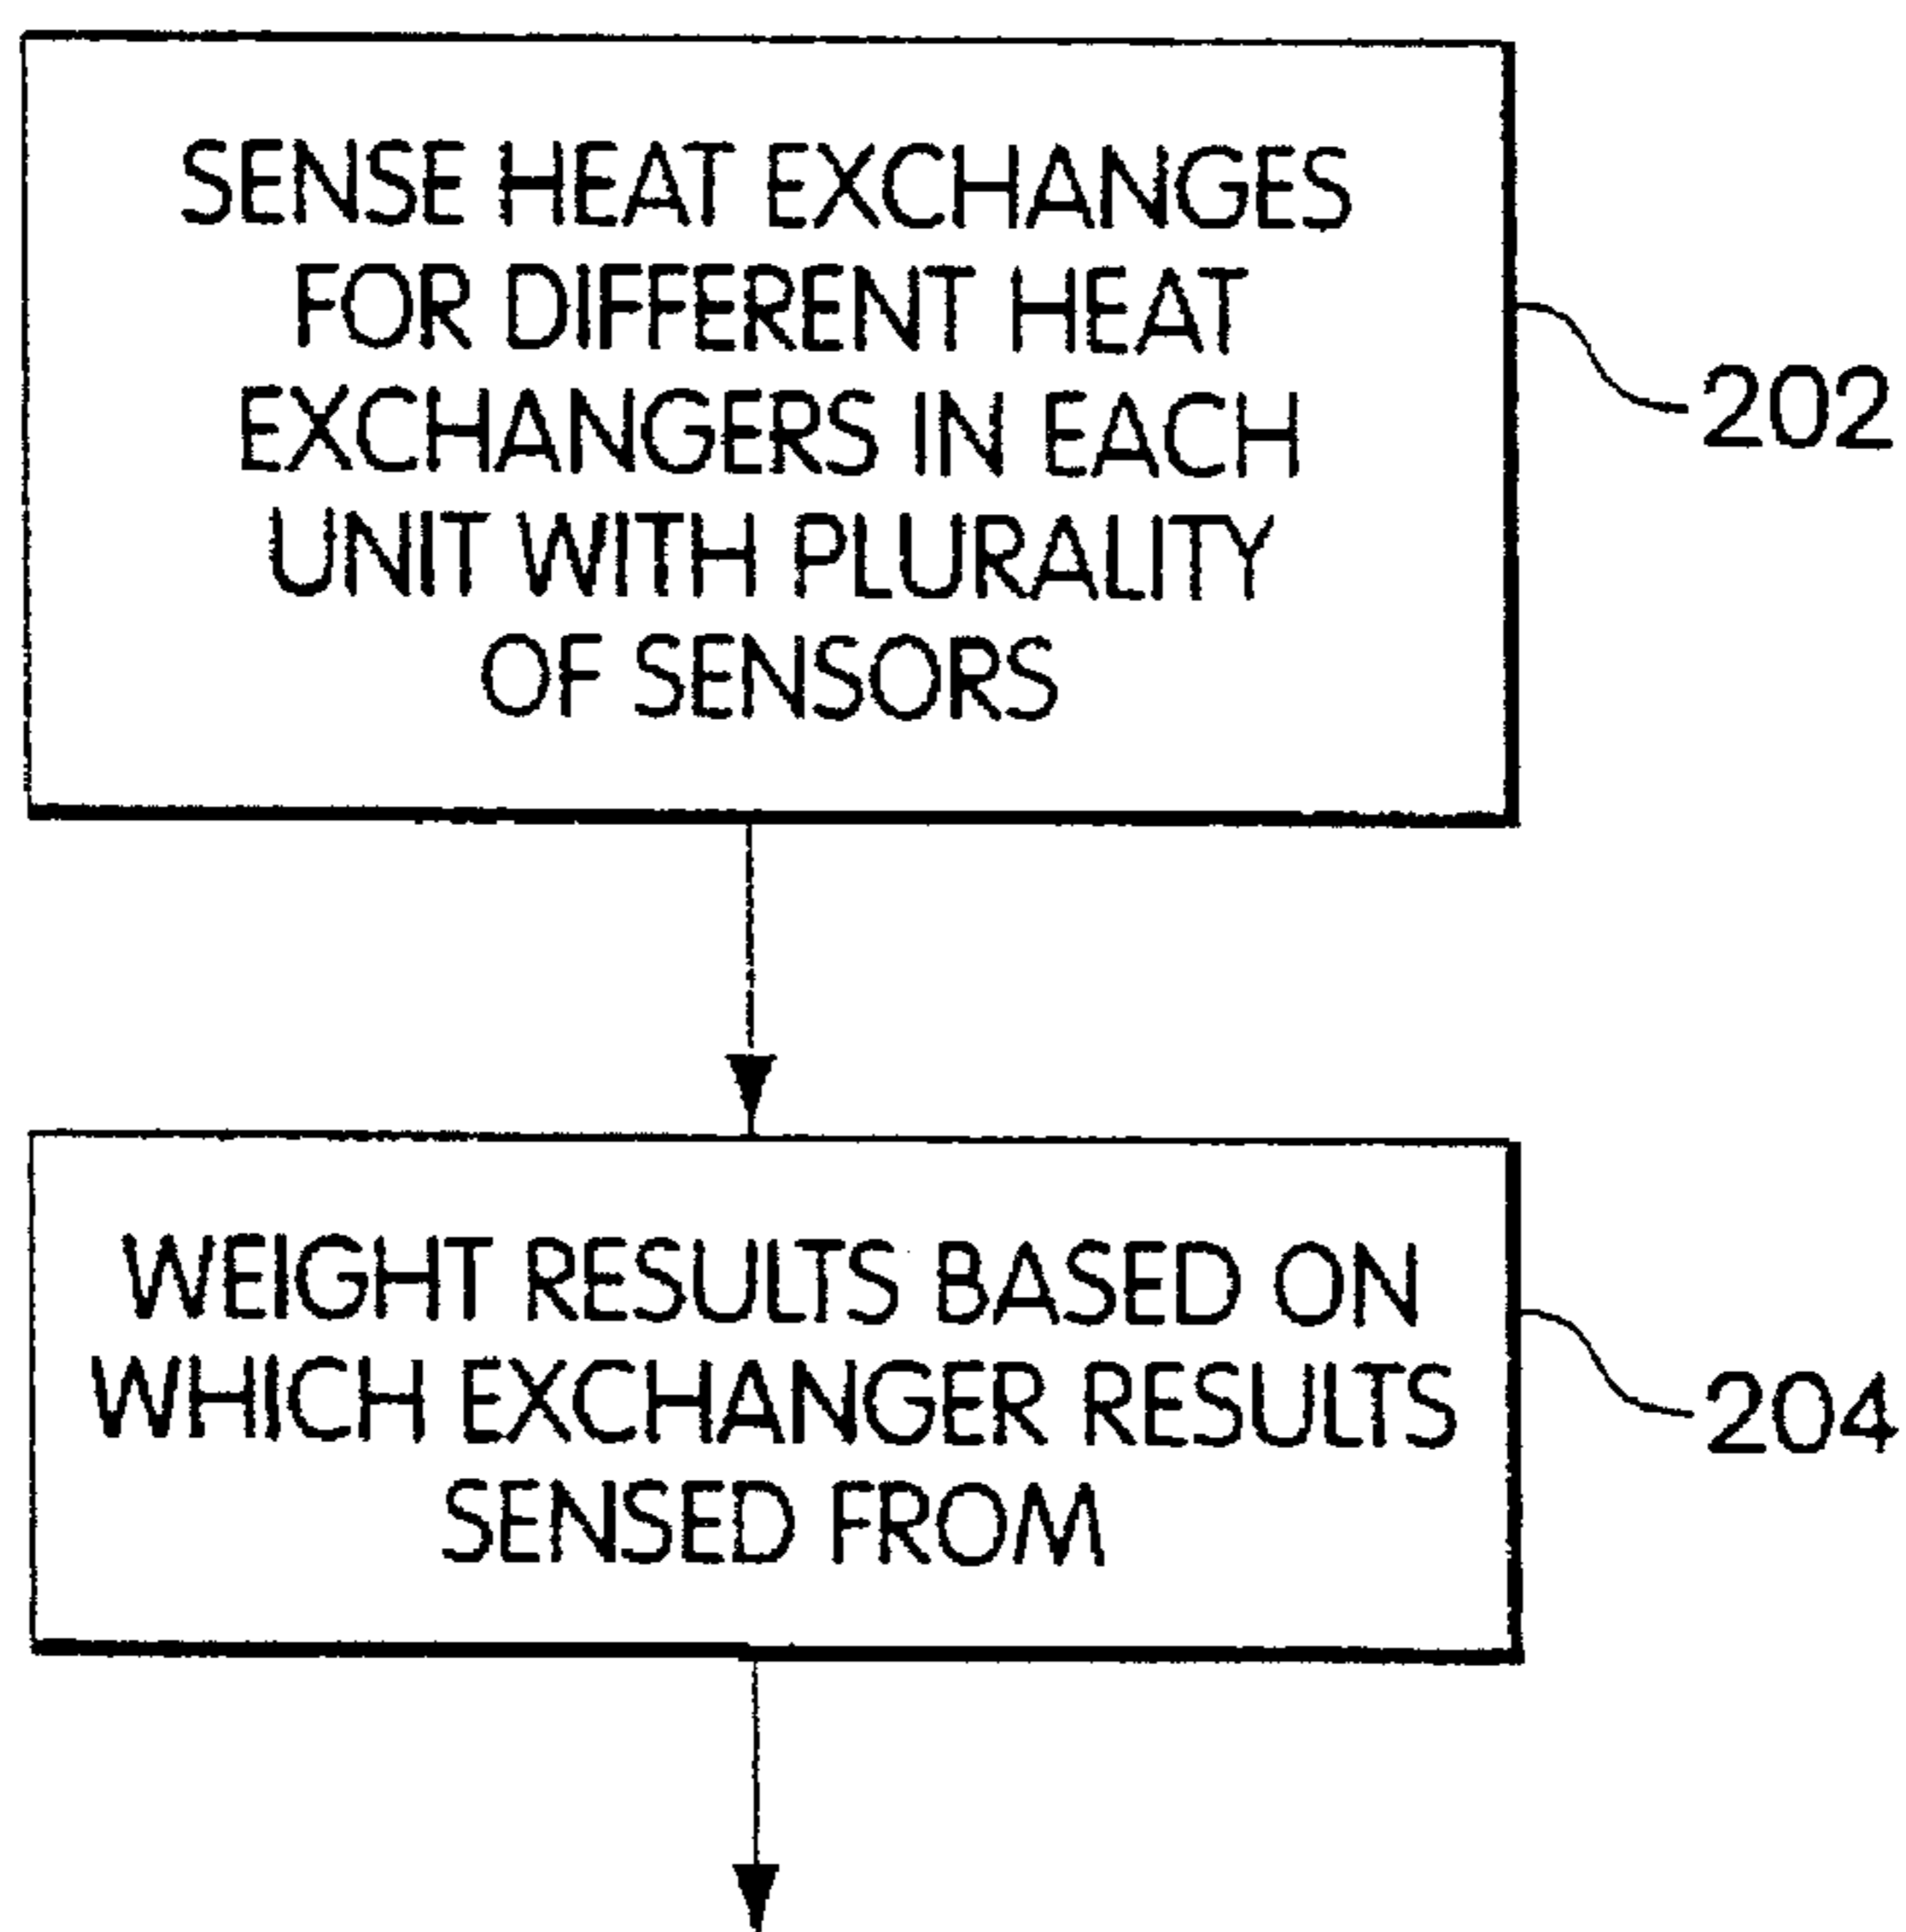 SENSE HEAT EXCHANGES
FOR DIFFERENT HEAT
EXCHANGERS IN EACH
UNIT WITH PLURALITY
OF SENSORS
202
WEIGHT RESULTS BASED ON
WHICH EXCHANGER RESULTS
SENSED FROM
204